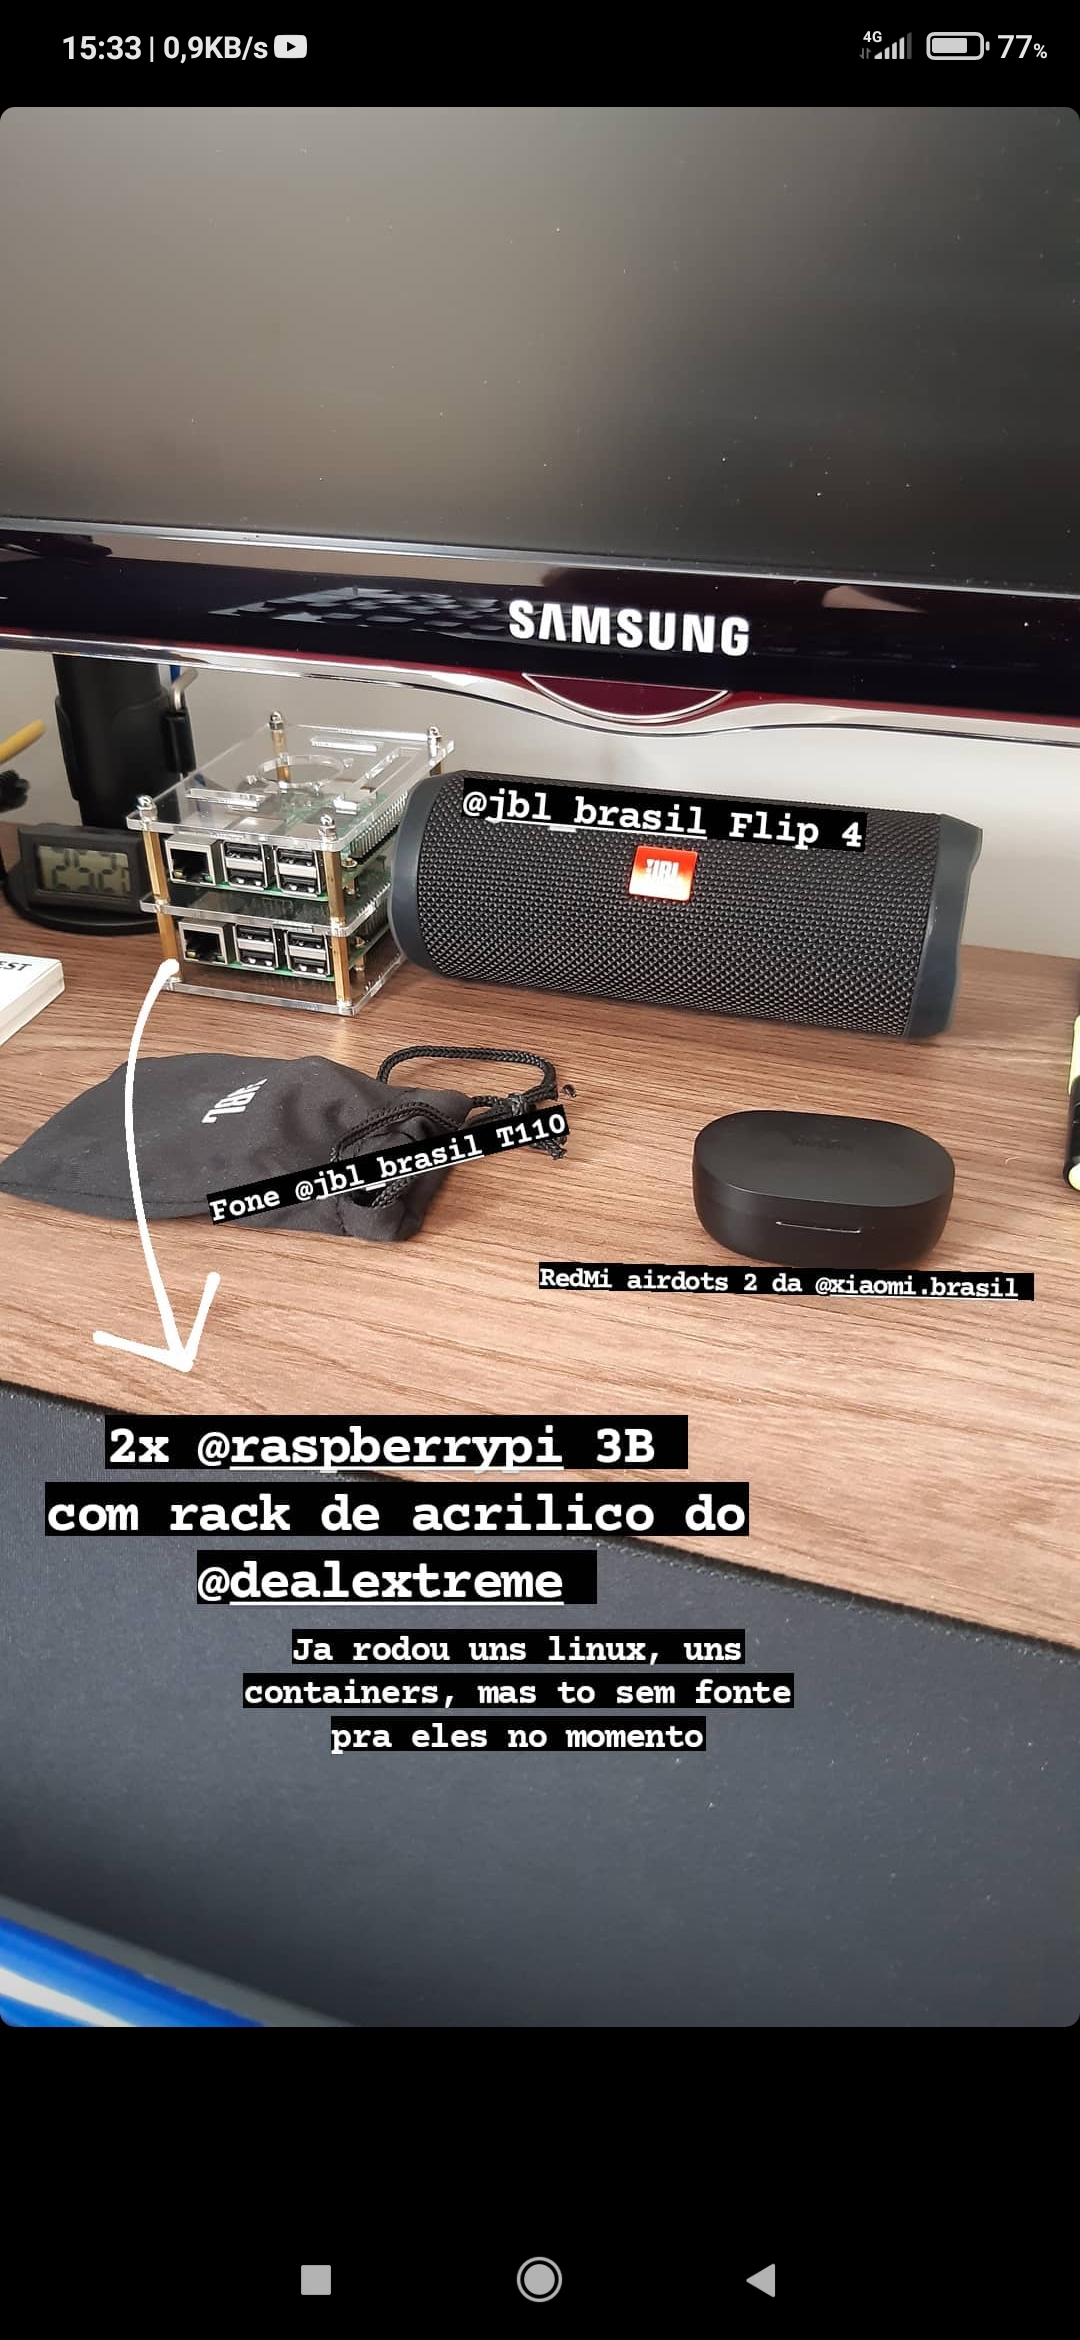 15:33 | 0,9KB/s
4G
77%
SAMSUNG
@jbl_brasil Flip 4
JBL
EST
JBL
Fone @jbl_brasil T110
RedMi airdots 2 da @xiaomi.brasil
2x @raspberrypi 3B
com rack de acrilico do
@dealextreme
Ja rodou uns linux, uns
containers, mas to sem fonte
pra eles no momento